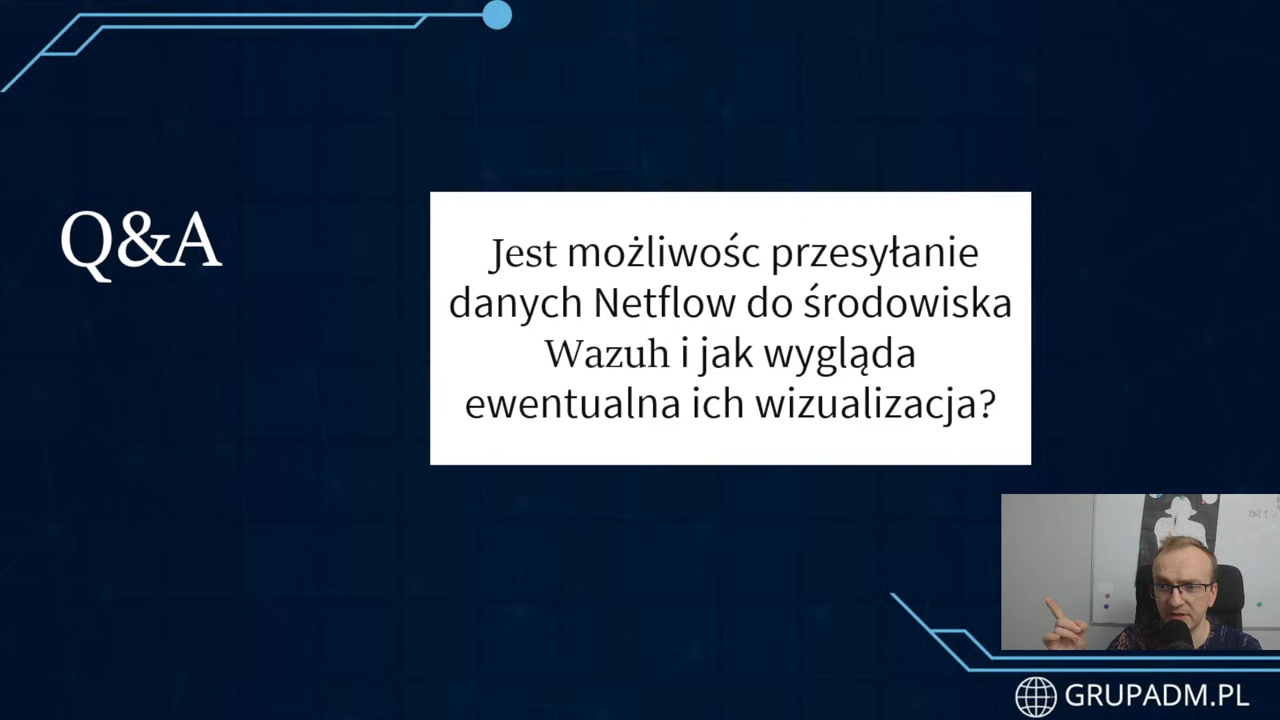 Q&A
Jest możliwośc przesyłanie
danych Netflow do środowiska
Wazuh i jak wygląda
ewentualna ich wizualizacja?
GRUPADM.PL